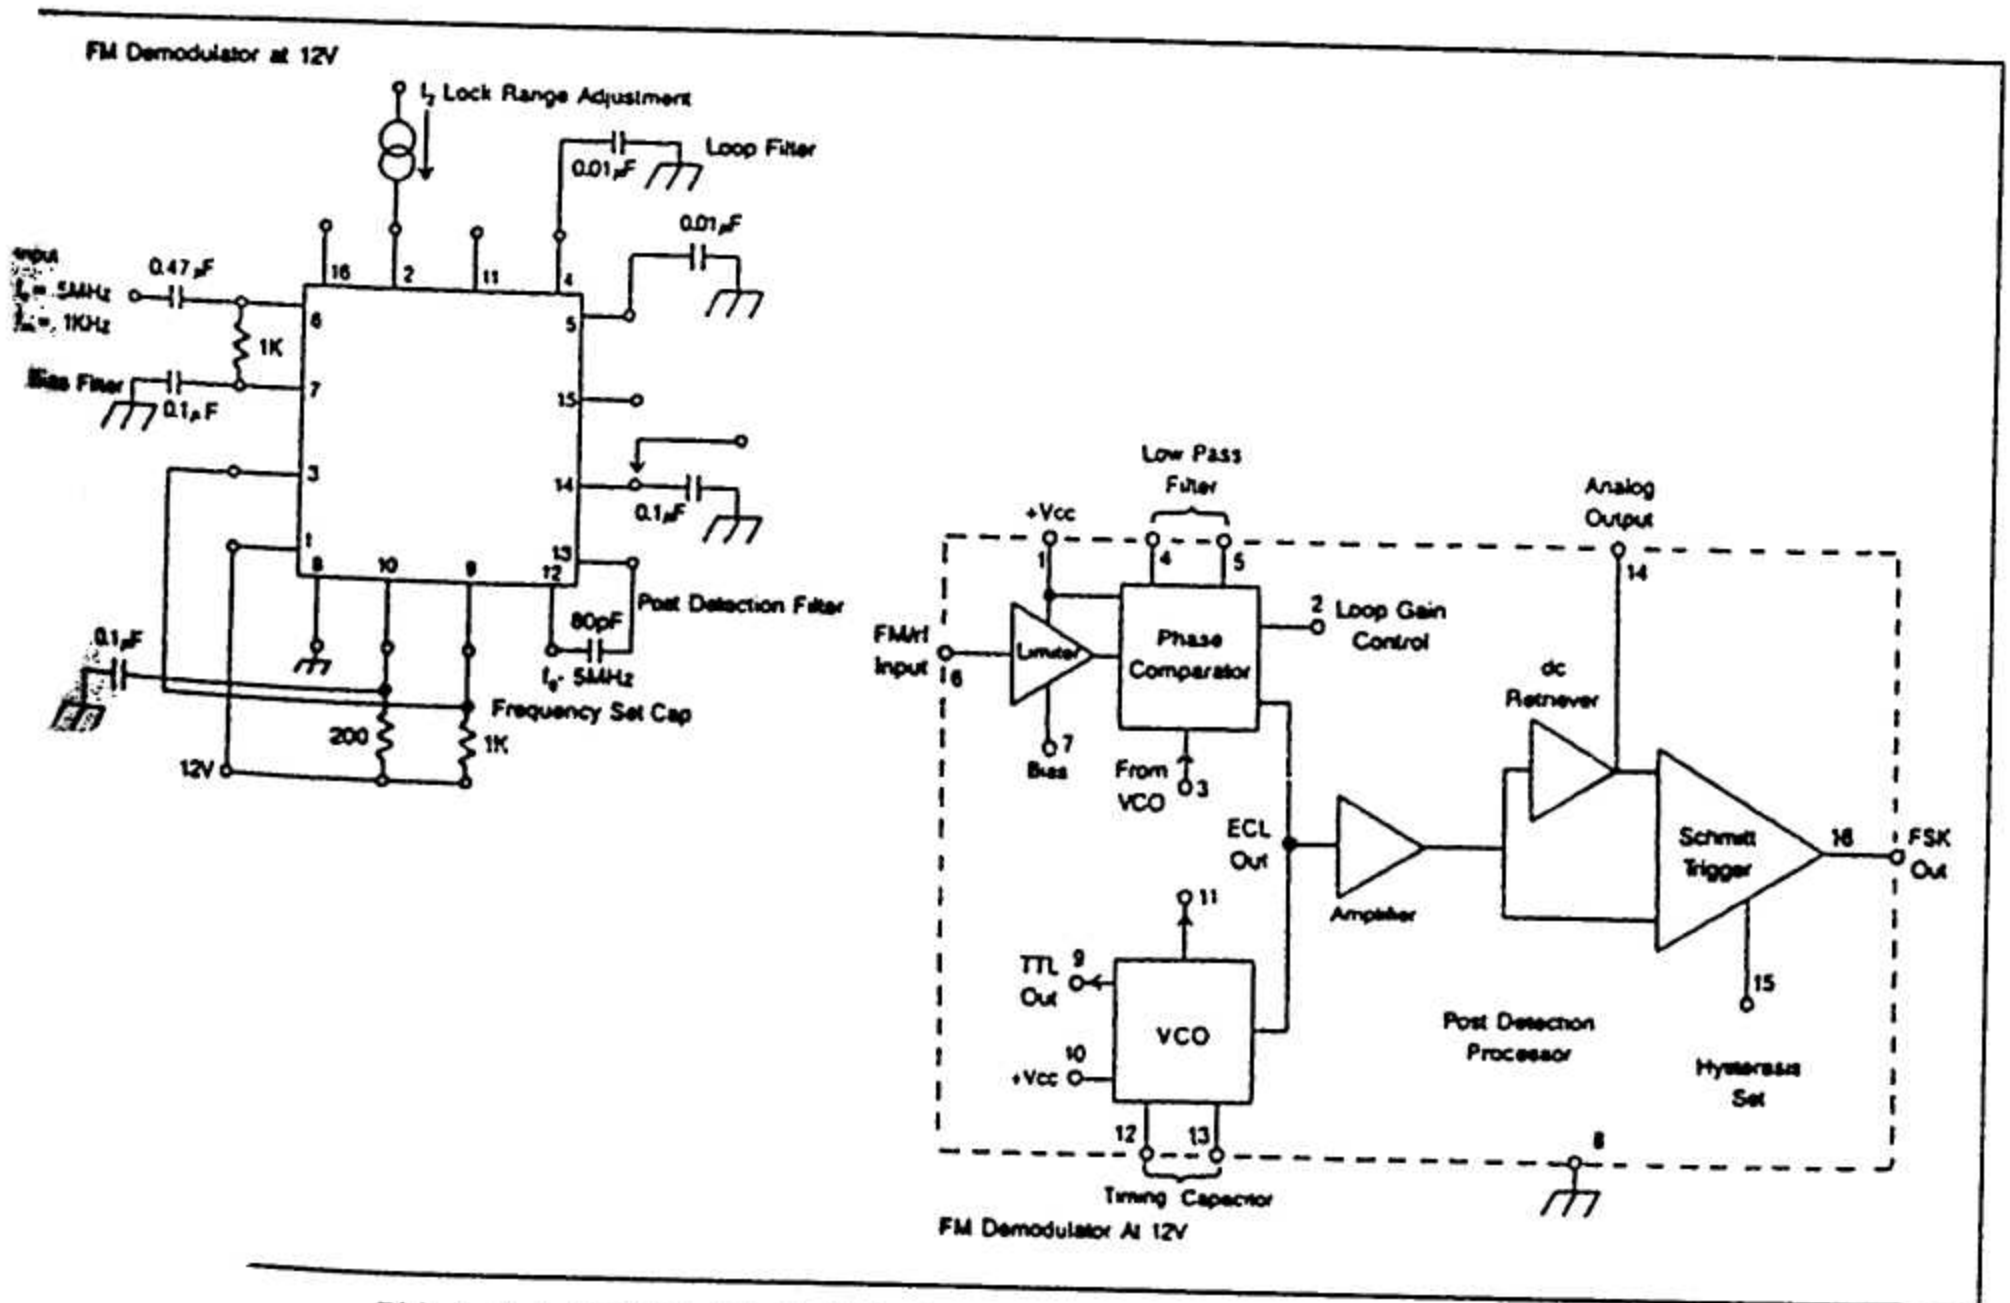 FM Demodulator at 12V
I₂ Lock Range Adjustment
Loop Filter
0.01μF
0.01μF
16
2
11
4
Input
f₀ = 5MHz
fₘ = 1KHz
0.47μF
6
5
1K
Bias Filter
7
0.1μF
15
3
14
0.1μF
1
13
8
10
9
12
Post Detection Filter
80pF
0.1μF
f₀- 5MHz
Frequency Set Cap
200
1K
12V
Low Pass
Filter
Analog
Output
+Vcc
1
4
5
14
FM/rf
Input
6
Limiter
Phase
Comparator
2
Loop Gain
Control
dc
Retriever
7
Bias
From
VCO
3
ECL
Out
Schmitt
Trigger
16
FSK
Out
Amplifier
11
TTL
Out
9
15
VCO
10
+Vcc
Post Detection
Processor
Hysteresis
Set
12
13
8
Timing Capacitor
FM Demodulator At 12V